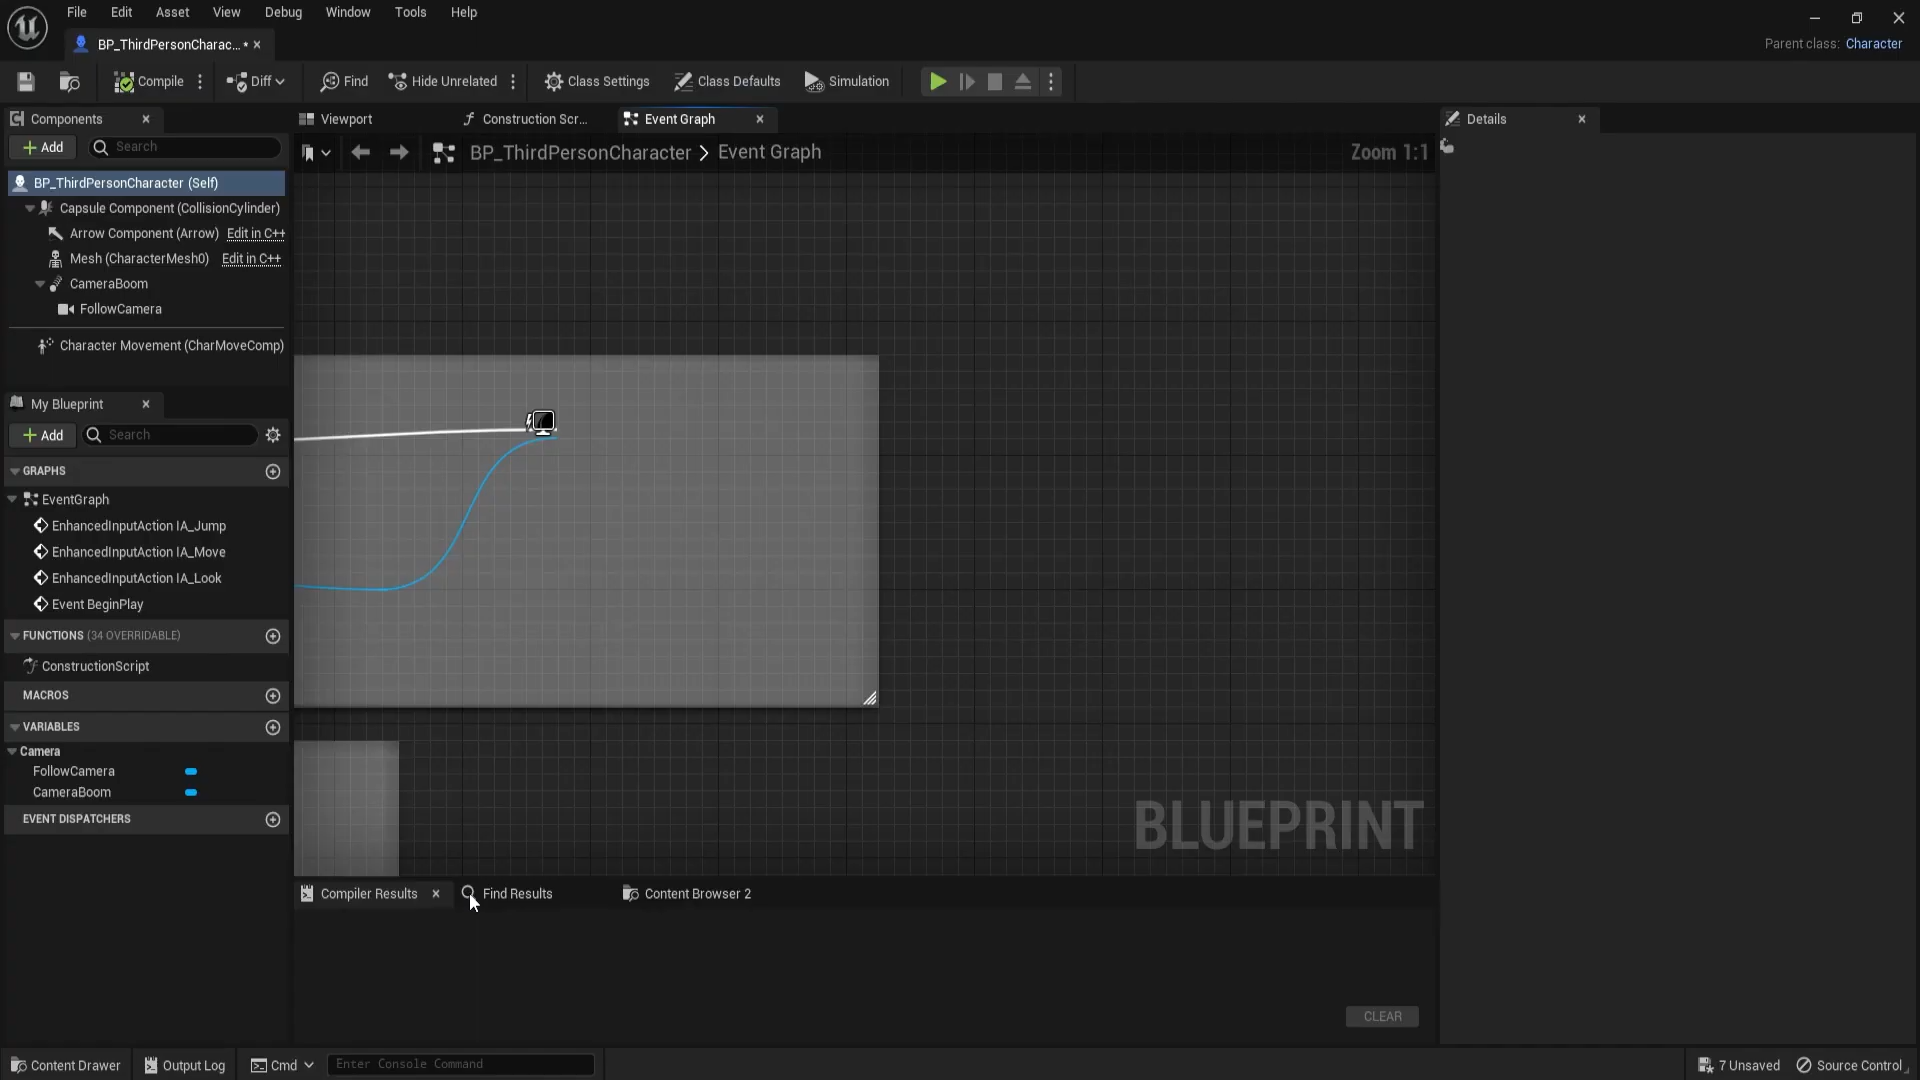 File Edit Asset View Debug Window Tools Help
BP_ThirdPersonCharac... •
Parent class: Character
Compile Diff Find Hide Unrelated Class Settings Class Defaults Simulation
Components Viewport Construction Scr... Event Graph Details
Add Search BP_ThirdPersonCharacter > Event Graph Zoom 1:1
BP_ThirdPersonCharacter (Self)
Capsule Component (CollisionCylinder)
Arrow Component (Arrow) Edit in C++
Mesh (CharacterMesh0) Edit in C++
CameraBoom
FollowCamera
Character Movement (CharMoveComp)
My Blueprint
Add Search
GRAPHS
EventGraph
EnhancedInputAction IA_Jump
EnhancedInputAction IA_Move
EnhancedInputAction IA_Look
Event BeginPlay
FUNCTIONS (34 OVERRIDABLE)
ConstructionScript
MACROS
VARIABLES
Camera
FollowCamera
CameraBoom
EVENT DISPATCHERS
BLUEPRINT
Compiler Results Find Results Content Browser 2
CLEAR
Content Drawer Output Log Cmd Enter Console Command 7 Unsaved Source Control